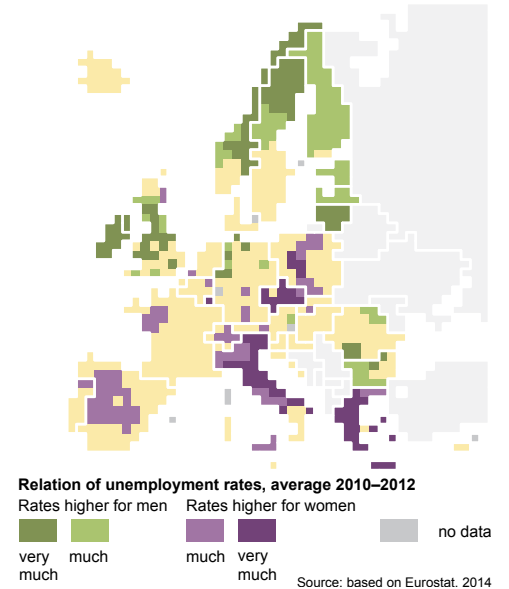 Relation of unemployment rates, average 2010–2012
Rates higher for men
Rates higher for women
very much
much
much
very much
no data
Source: based on Eurostat. 2014